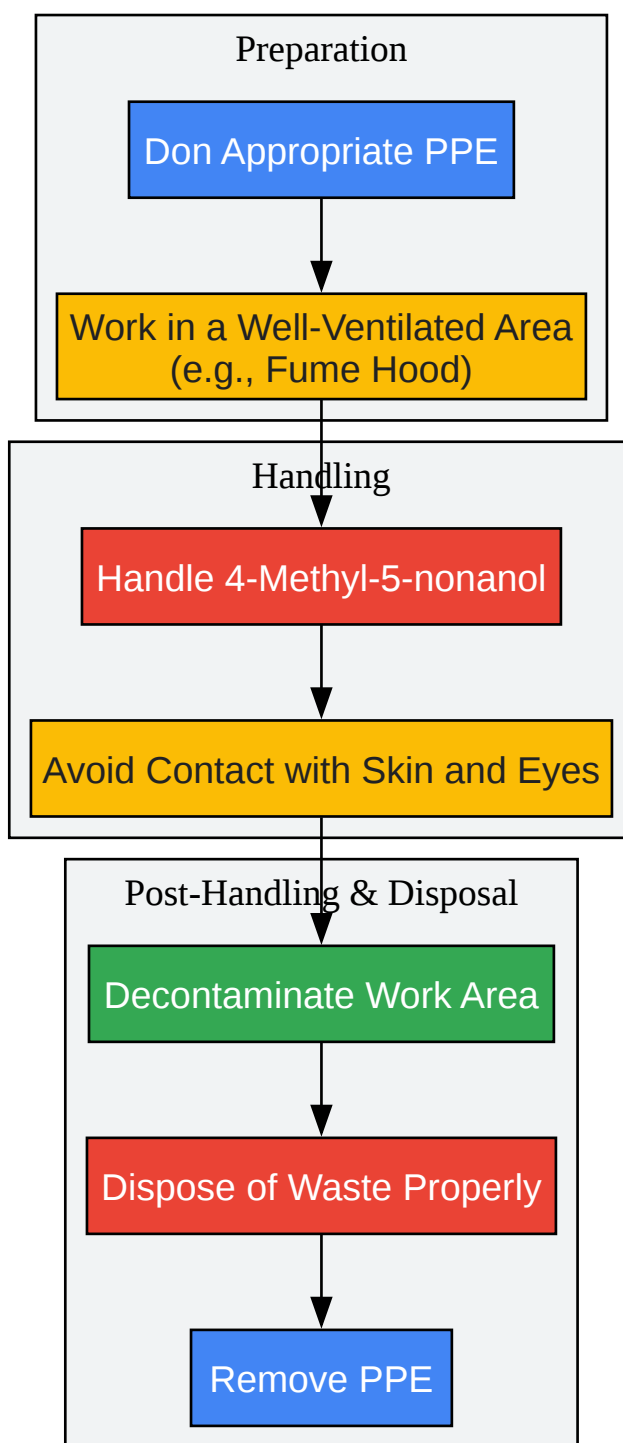 Preparation
Don Appropriate PPE
Work in a Well-Ventilated Area
(e.g., Fume Hood)
Handling
Handle 4-Methyl-5-nonanol
Avoid Contact with Skin and Eyes
Post-Handling & Disposal
Decontaminate Work Area
Dispose of Waste Properly
Remove PPE